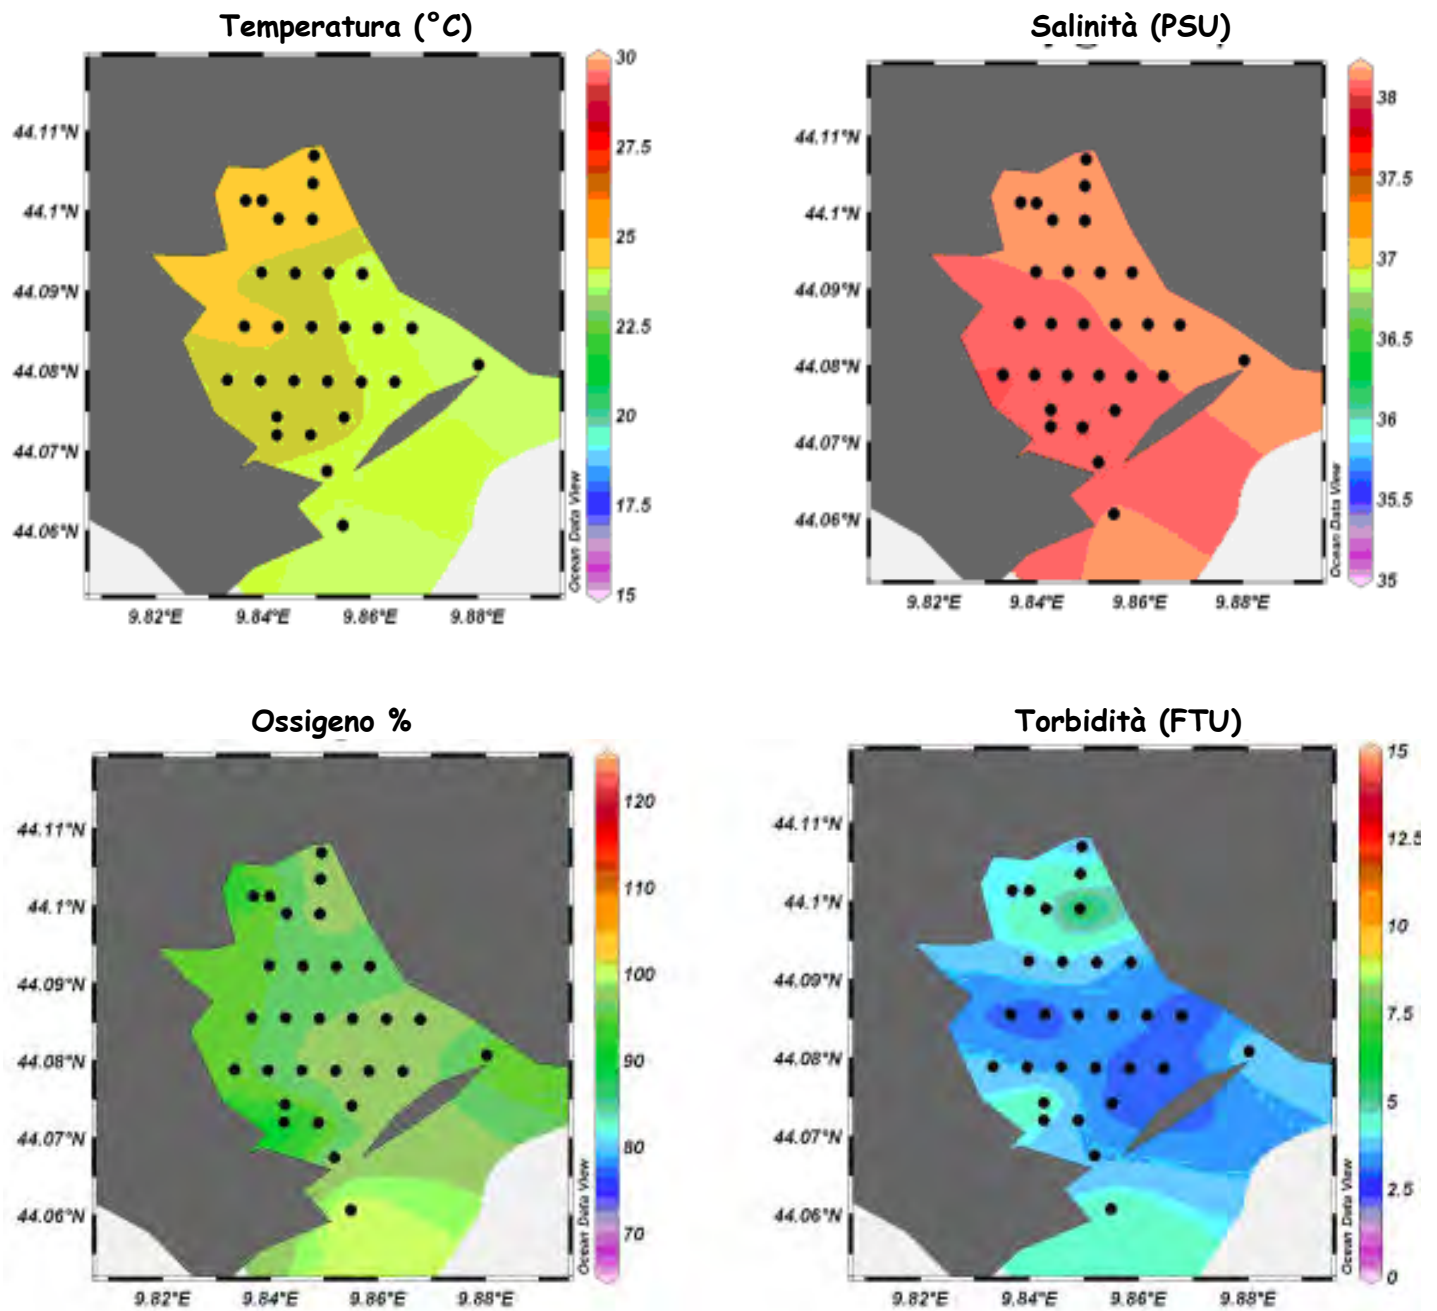 Temperatura (°C)
30
27.5
25
22.5
20
17.5
15
44.11°N
44.1°N
44.09°N
44.08°N
44.07°N
44.06°N
9.82°E 9.84°E 9.86°E 9.88°E
Ocean Data View
Salinità (PSU)
38
37.5
37
36.5
36
35.5
35
44.11°N
44.1°N
44.09°N
44.08°N
44.07°N
44.06°N
9.82°E 9.84°E 9.86°E 9.88°E
Ocean Data View
Ossigeno %
120
110
100
90
80
70
44.11°N
44.1°N
44.09°N
44.08°N
44.07°N
44.06°N
9.82°E 9.84°E 9.86°E 9.88°E
Ocean Data View
Torbidità (FTU)
15
12.5
10
7.5
5
2.5
0
44.11°N
44.1°N
44.09°N
44.08°N
44.07°N
44.06°N
9.82°E 9.84°E 9.86°E 9.88°E
Ocean Data View